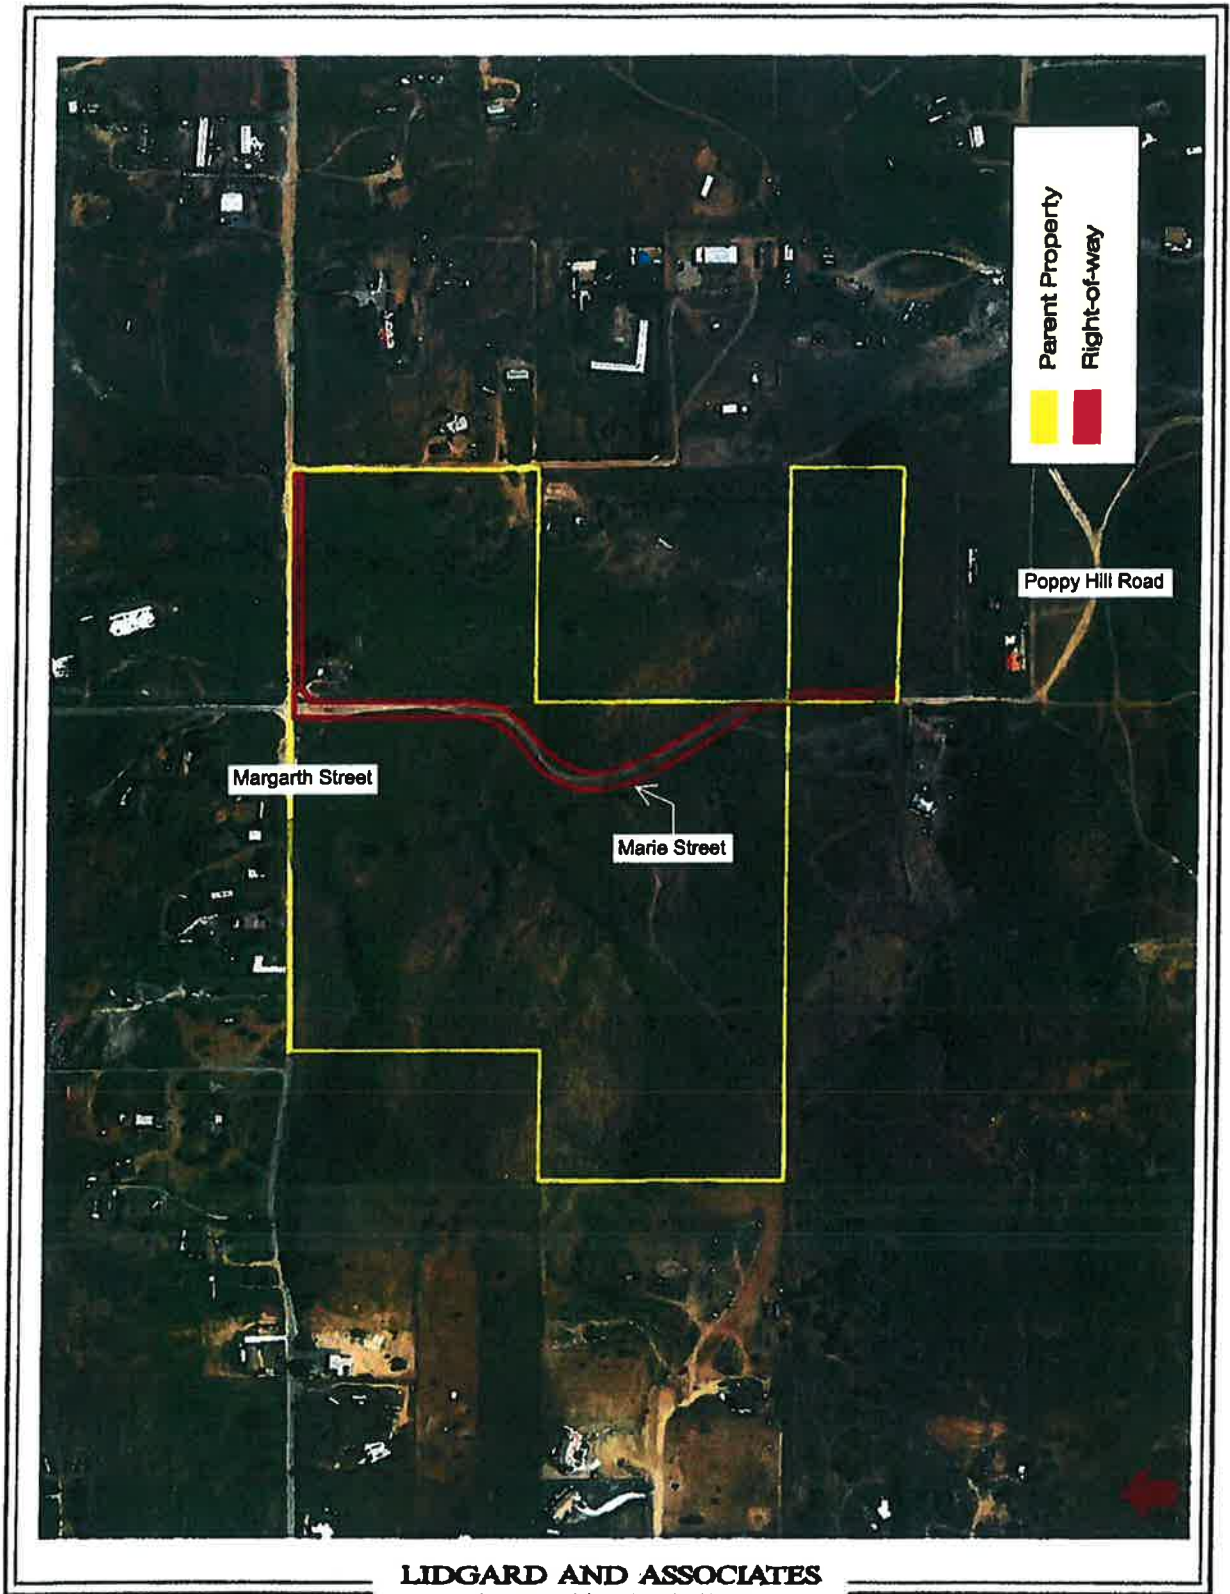 Parent Property
Right-of-way
Poppy Hill Road
Margarth Street
Marie Street
LIDGARD AND ASSOCIATES